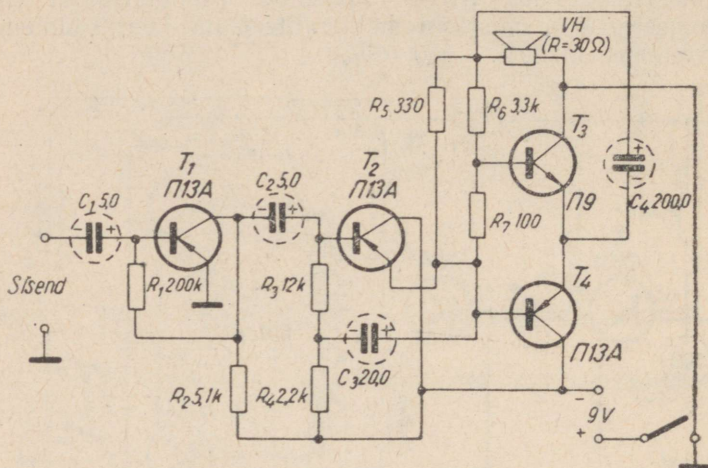 VH
(R=30Ω)
R5 330
R6 3,3k
T3
T1
П13А
C2 5,0
T2
П13А
C1 5,0
П9
C4 200,0
R7 100
Sisend
R1 200k
R3 12k
T4
П13А
C3 20,0
R2 5,1k
R4 2,2k
9V